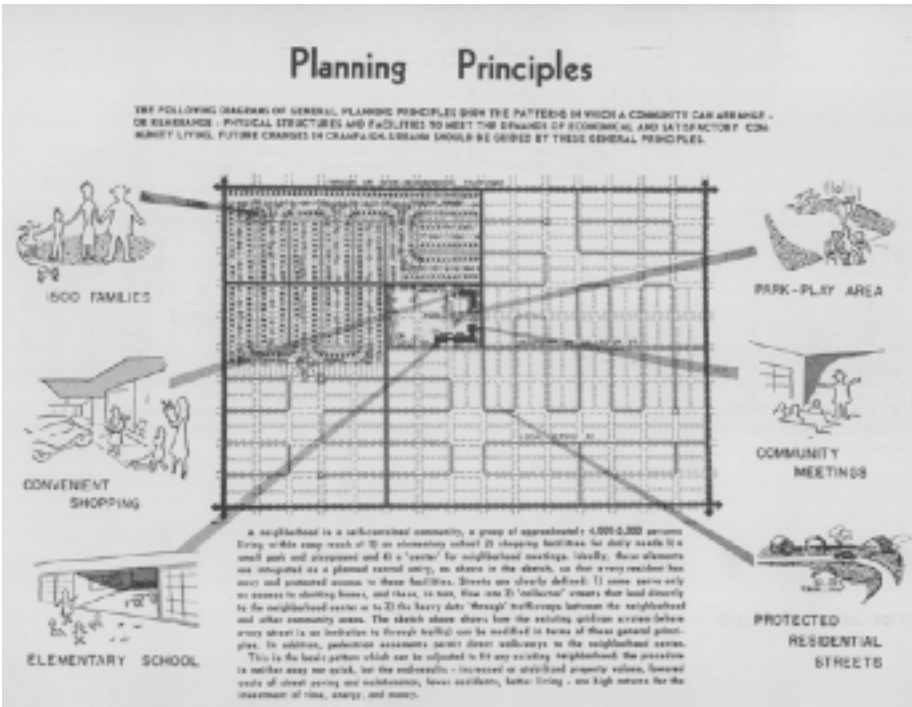 Planning Principles
THE FOLLOWING DIAGRAMS OF GENERAL PLANNING PRINCIPLES SHOW THE PATTERNS IN WHICH A COMMUNITY CAN ARRANGE -
OR REARRANGE - PHYSICAL STRUCTURES AND FACILITIES TO MEET THE DEMANDS OF ECONOMICAL AND SATISFACTORY COM-
MUNITY LIVING. FUTURE CHANGES IN CHAMPAIGN-URBANA SHOULD BE GUIDED BY THESE GENERAL PRINCIPLES.
1500 FAMILIES
PARK-PLAY AREA
CONVENIENT
SHOPPING
COMMUNITY
MEETINGS
ELEMENTARY SCHOOL
PROTECTED
RESIDENTIAL
STREETS
A neighborhood is a self-contained community, a group of approximately 4,000-5,000 persons
living within easy reach of 1) an elementary school 2) shopping facilities for daily needs 3) a
small park and playground and 4) a 'center' for neighborhood meetings. Ideally, these elements
are integrated as a planned central unity, as shown in the sketch, so that every resident has
easy and protected access to these facilities. Streets are clearly defined: 1) some serve only
as access to abutting homes, and these, in turn, flow into 2) 'collector' streets that lead directly
to the neighborhood center or to 3) the heavy duty 'through' trafficways between the neighborhood
and other community areas. The sketch above shows how the existing gridiron system (where
every street is an invitation to through traffic) can be modified in terms of these general princi-
ples. In addition, pedestrian easements permit direct walkways to the neighborhood center.
This is the basic pattern which can be adjusted to fit any existing neighborhood; the procedure
is neither easy nor quick, but the end results - increased or stabilized property values, lowered
costs of street paving and maintenance, fewer accidents, better living - are high returns for the
investment of time, energy, and money.